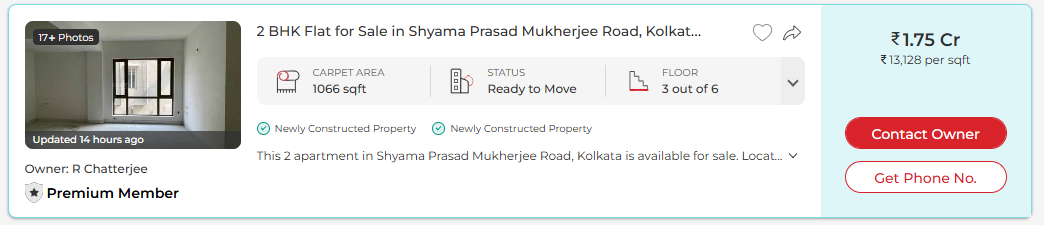 17+ Photos
Updated 14 hours ago
Owner: R Chatterjee
Premium Member
2 BHK Flat for Sale in Shyama Prasad Mukherjee Road, Kolkat...
CARPET AREA
1066 sqft
STATUS
Ready to Move
FLOOR
3 out of 6
Newly Constructed Property
Newly Constructed Property
This 2 apartment in Shyama Prasad Mukherjee Road, Kolkata is available for sale. Locat...
₹1.75 Cr
₹13,128 per sqft
Contact Owner
Get Phone No.